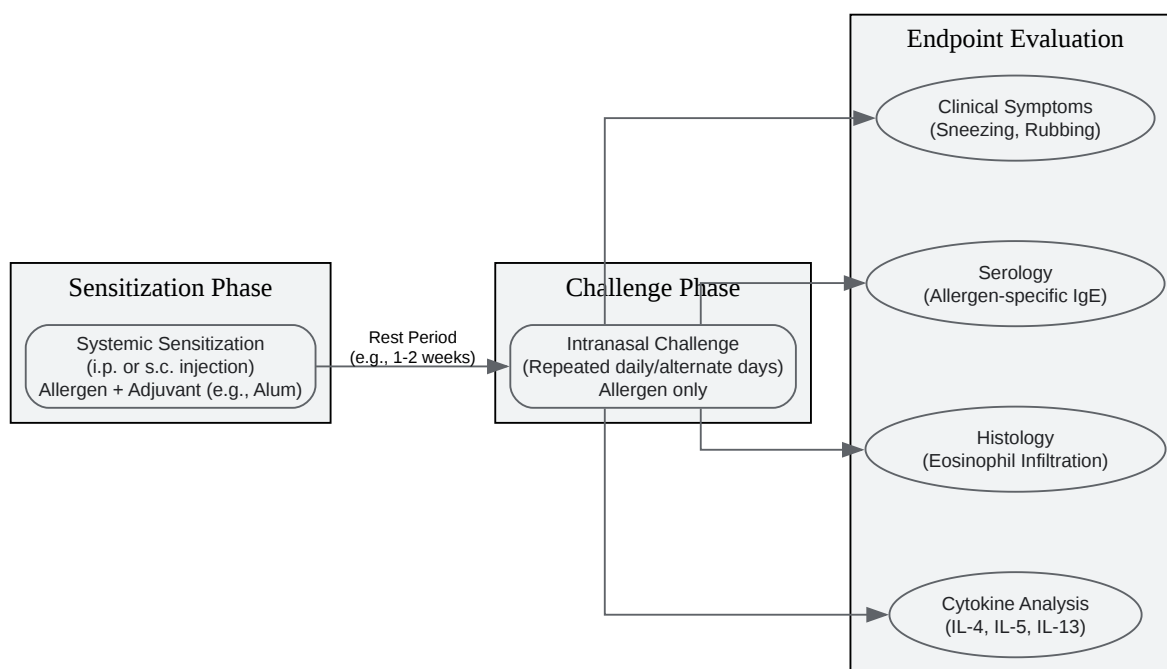 Sensitization Phase
Systemic Sensitization
(i.p. or s.c. injection)
Allergen + Adjuvant (e.g., Alum)
Rest Period
(e.g., 1-2 weeks)
Challenge Phase
Intranasal Challenge
(Repeated daily/alternate days)
Allergen only
Endpoint Evaluation
Clinical Symptoms
(Sneezing, Rubbing)
Serology
(Allergen-specific IgE)
Histology
(Eosinophil Infiltration)
Cytokine Analysis
(IL-4, IL-5, IL-13)